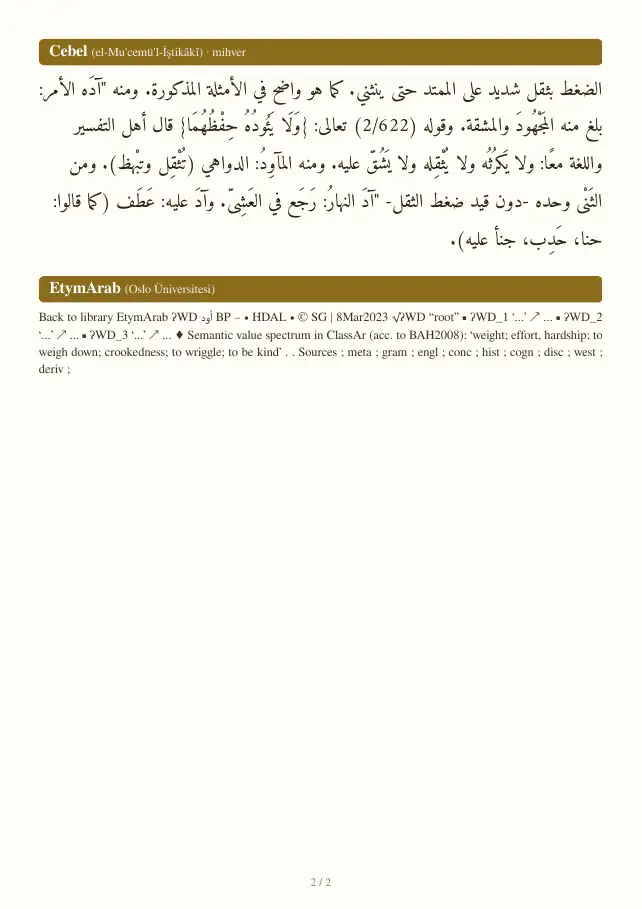 Cebel (el-Mu'cemü'l-İştikâkî) · mihver
الضغط بثقل شديد على الممتد حتى ينثني. كما هو واضح في الأمثلة المذكورة. ومنه "آدَه الأمر:
بلغ منه المَجْهُودَ والمشقة. وقوله (2/622) تعالى: {وَلَا يَئُودُهُ حِفْظُهُمَا} قال أهل التفسير
واللغة معًا: ولا يَكرُثُه ولا يُثْقِله ولا يَشُقّ عليه. ومنه المآوِدُ: الدواهي (تُثْقِل وتبْهظ). ومن
الثَنْى وحده -دون قيد ضغط الثقل- "آدَ النهارُ: رَجَع في العَشِىّ. وآدَ عليه: عَطَف (كما قالوا:
حنا، حَدِب، جنأ عليه).
EtymArab (Oslo Üniversitesi)
Back to library EtymArab ʔWD أود BP – • HDAL • © SG | 8Mar2023 √ʔWD “root” ▪ ʔWD_1 ‘...’ ↗ ... ▪ ʔWD_2
‘...’ ↗ ... ▪ ʔWD_3 ‘...’ ↗ ... ♦ Semantic value spectrum in ClassAr (acc. to BAH2008): ‘weight; effort, hardship; to
weigh down; crookedness; to wriggle; to be kind’ . . Sources ; meta ; gram ; engl ; conc ; hist ; cogn ; disc ; west ;
deriv ;
2 / 2